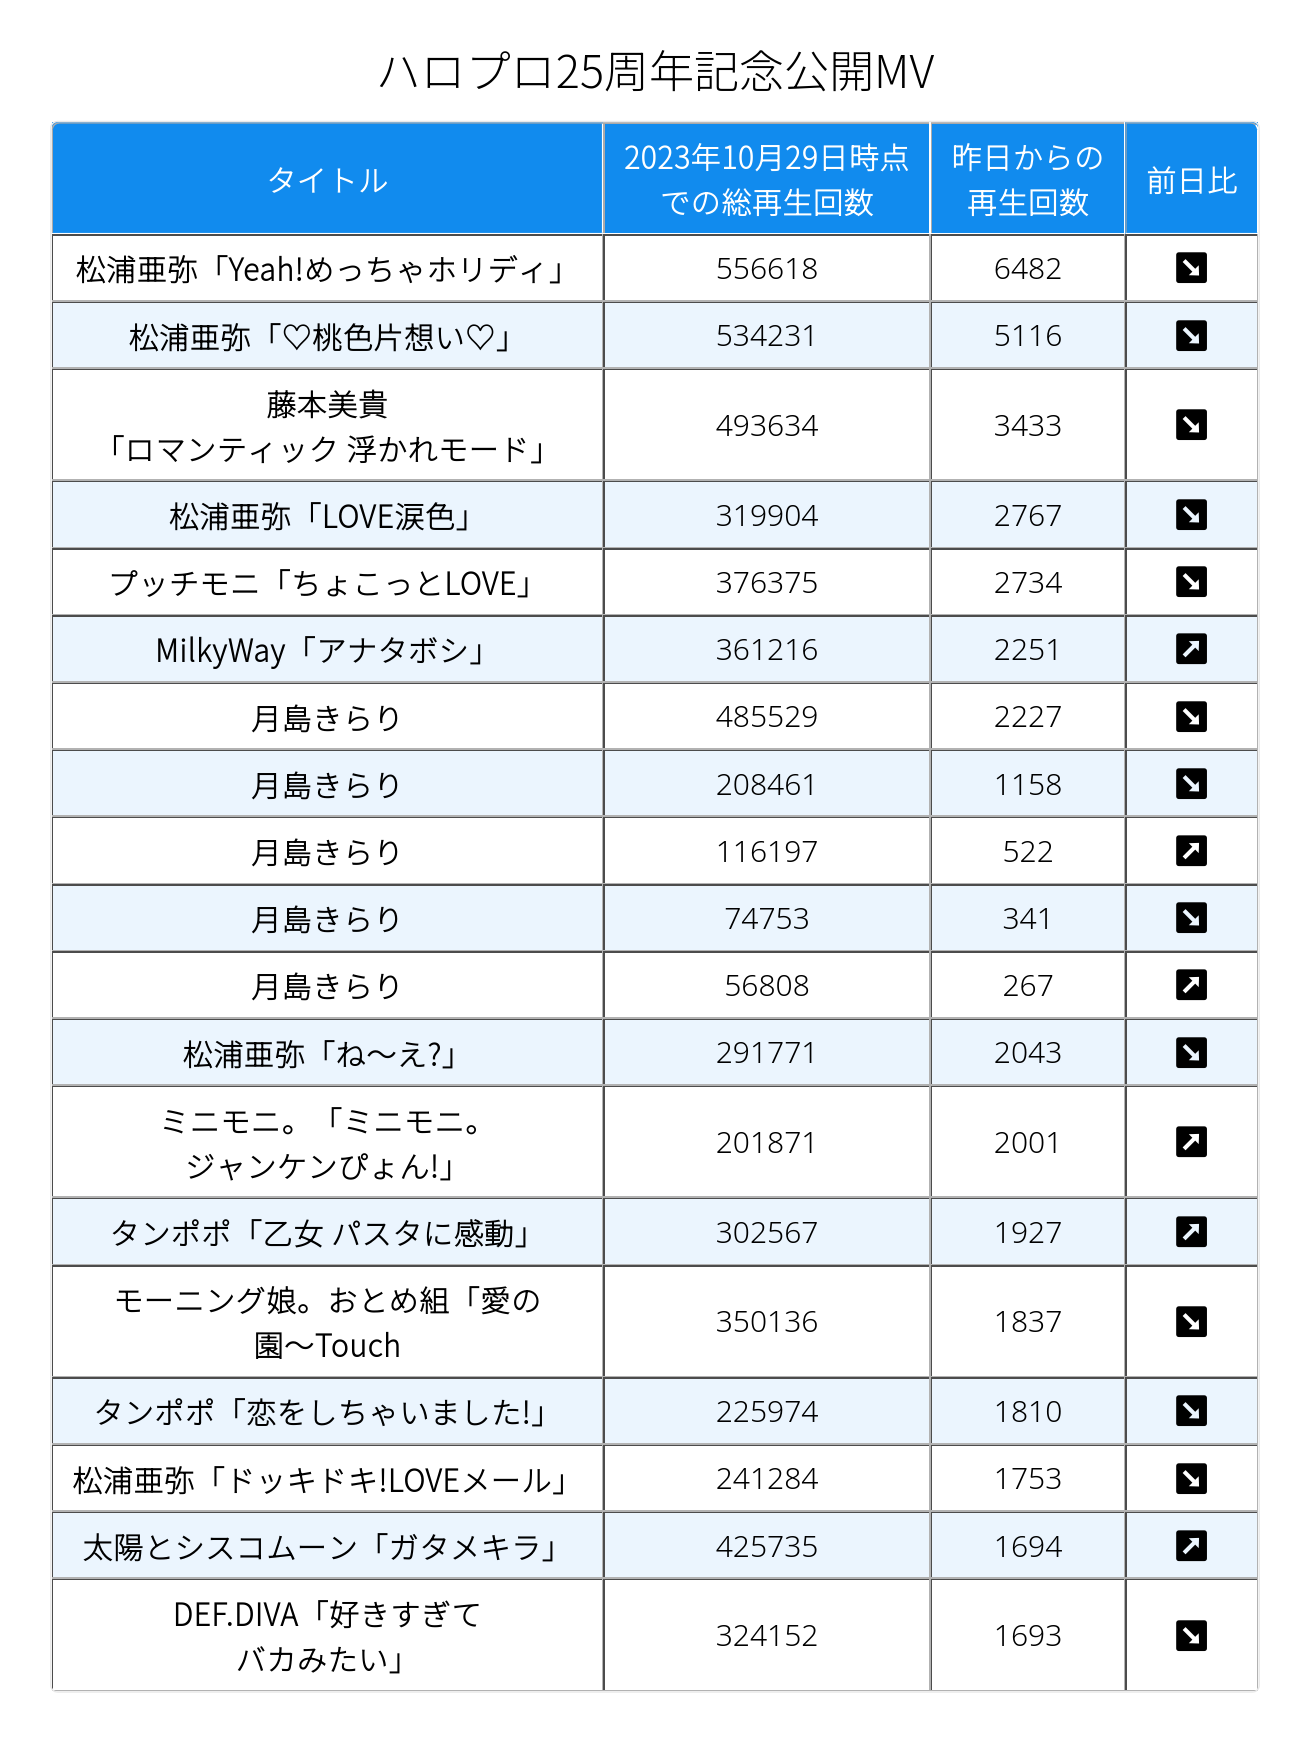 ハロプロ25周年記念公開MV
タイトル
2023年10月29日時点
での総再生回数
昨日からの
再生回数
前日比
松浦亜弥「Yeah!めっちゃホリディ」 556618 6482 ↘
松浦亜弥「♡桃色片想い♡」 534231 5116 ↘
藤本美貴
「ロマンティック 浮かれモード」 493634 3433 ↘
松浦亜弥「LOVE涙色」 319904 2767 ↘
プッチモニ「ちょこっとLOVE」 376375 2734 ↘
MilkyWay「アナタボシ」 361216 2251 ↗
月島きらり 485529 2227 ↘
月島きらり 208461 1158 ↘
月島きらり 116197 522 ↗
月島きらり 74753 341 ↘
月島きらり 56808 267 ↗
松浦亜弥「ね〜え?」 291771 2043 ↘
ミニモニ。「ミニモニ。
ジャンケンぴょん!」 201871 2001 ↗
タンポポ「乙女 パスタに感動」 302567 1927 ↗
モーニング娘。おとめ組「愛の
園〜Touch 350136 1837 ↘
タンポポ「恋をしちゃいました!」 225974 1810 ↘
松浦亜弥「ドッキドキ!LOVEメール」 241284 1753 ↘
太陽とシスコムーン「ガタメキラ」 425735 1694 ↗
DEF.DIVA「好きすぎて
バカみたい」 324152 1693 ↘